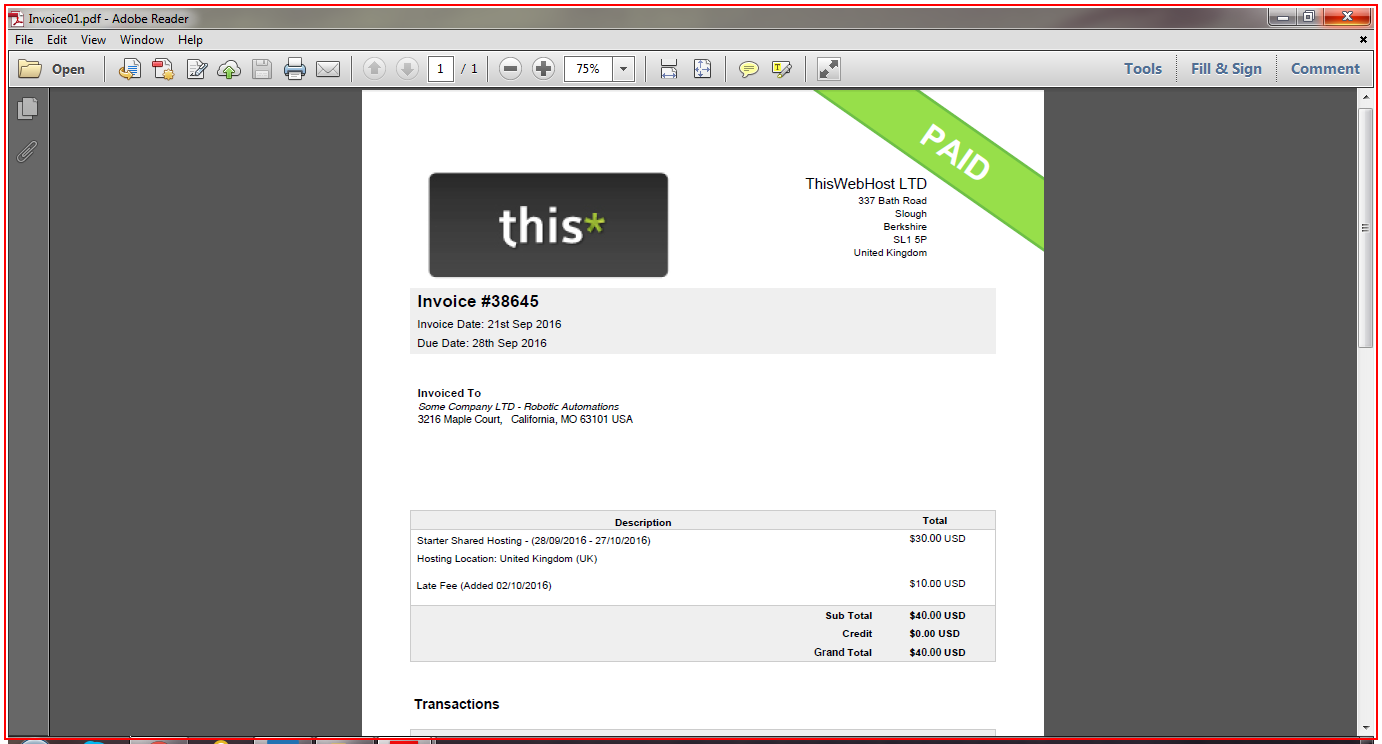 Invoice01.pdf - Adobe Reader
File Edit View Window Help
Open 1 / 1 75% Tools Fill & Sign Comment
PAID
this*
ThisWebHost LTD
337 Bath Road
Slough
Berkshire
SL1 5P
United Kingdom
Invoice #38645
Invoice Date: 21st Sep 2016
Due Date: 28th Sep 2016
Invoiced To
Some Company LTD - Robotic Automations
3216 Maple Court, California, MO 63101 USA
Description Total
Starter Shared Hosting - (28/09/2016 - 27/10/2016) $30.00 USD
Hosting Location: United Kingdom (UK)
Late Fee (Added 02/10/2016) $10.00 USD
Sub Total $40.00 USD
Credit $0.00 USD
Grand Total $40.00 USD
Transactions